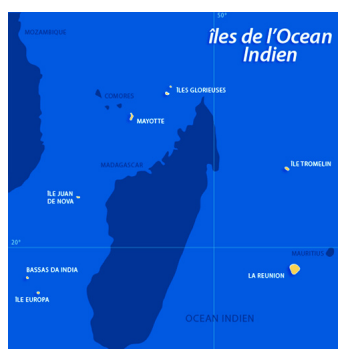 50°
MOZAMBIQUE
îles de l'Ocean
Indien
ÎLES GLORIEUSES
COMORES
MAYOTTE
MADAGASCAR
ÎLE TROMELIN
ÎLE JUAN
DE NOVA
20°
MAURITIUS
BASSAS DA INDIA
LA REUNION
ÎLE EUROPA
OCEAN INDIEN